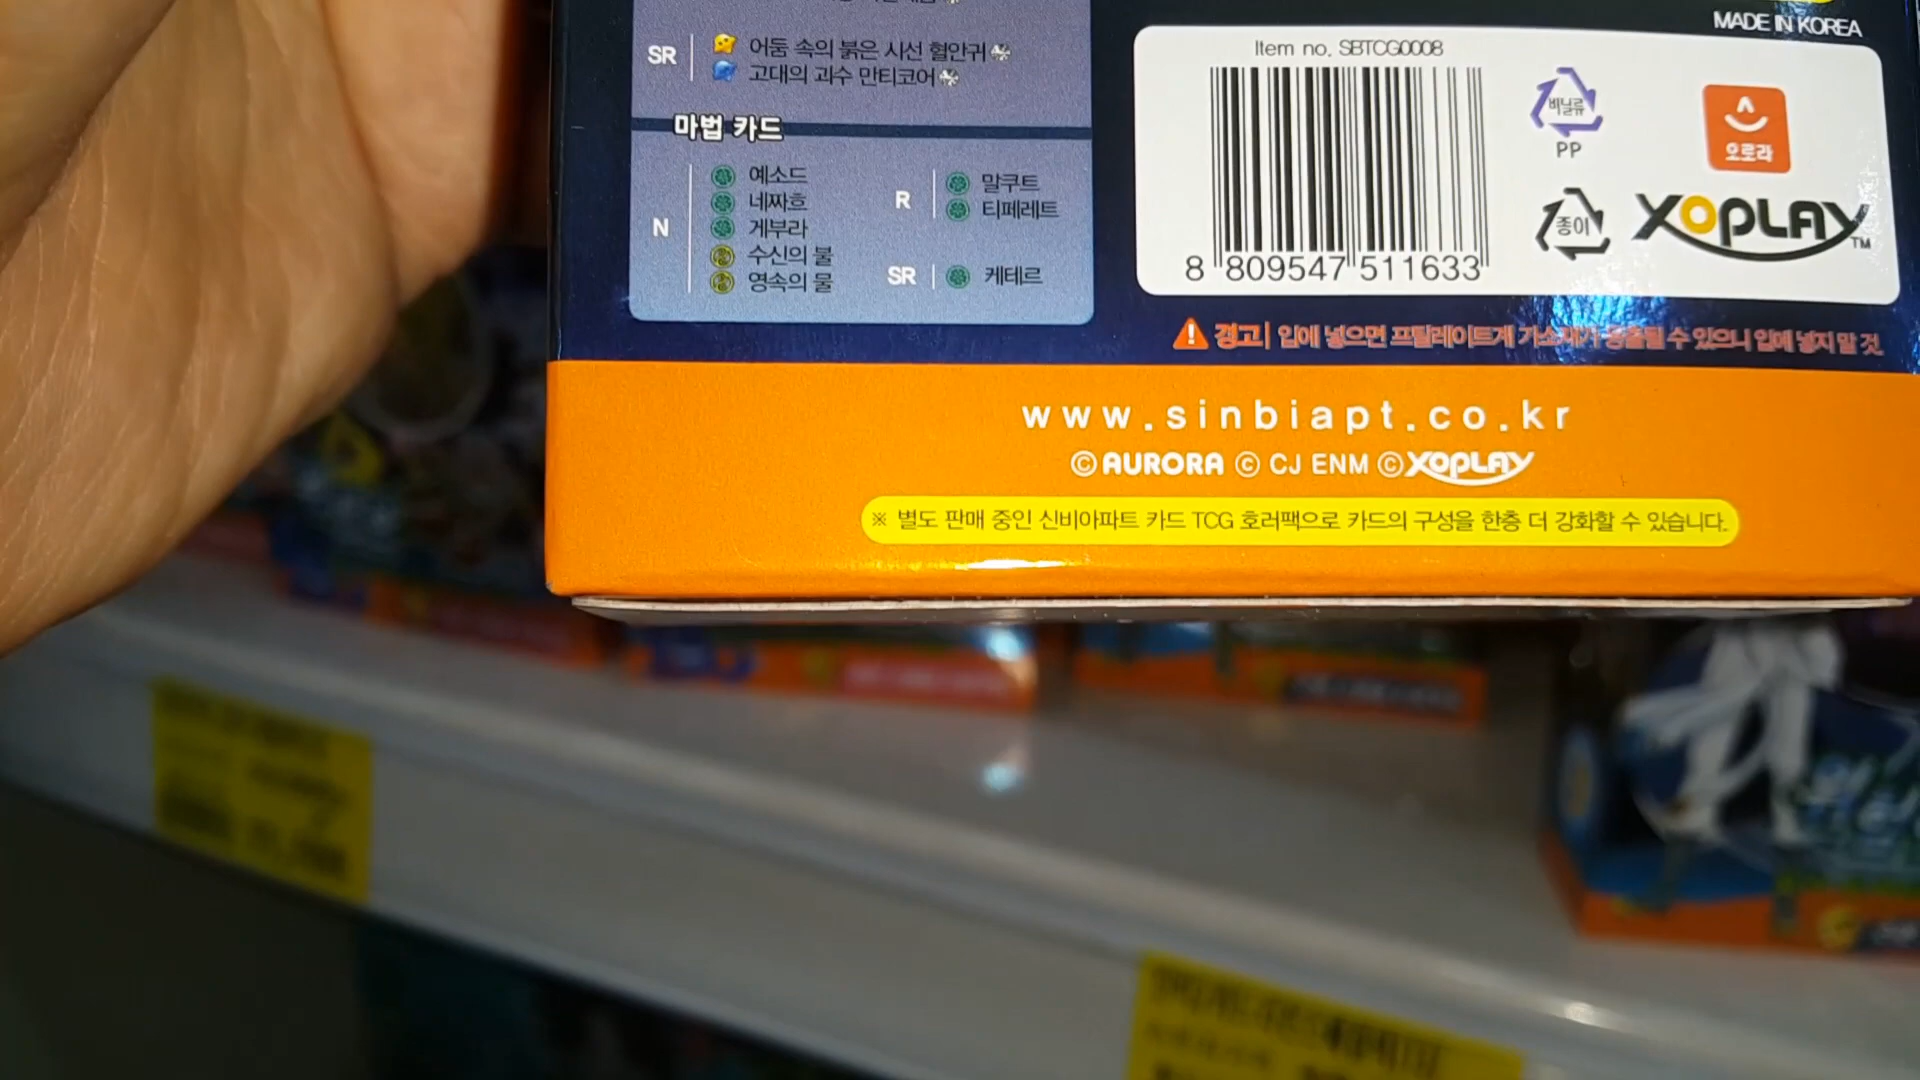 SR
어둠 속의 붉은 시선 혈안귀
고대의 괴수 만티코어
마법 카드
N
예소드
네짜흐
게부라
수신의 불
영속의 물
R
말쿠트
티페레트
SR
케테르
MADE IN KOREA
Item no. SBTCG0008
8 809547 511633
비닐류
PP
종이
오로라
XOPLAY™
경고| 입에 넣으면 프탈레이트계 가소제가 용출될 수 있으니 입에 넣지 말 것
www.sinbiapt.co.kr
©AURORA © CJ ENM ©XOPLAY
※ 별도 판매 중인 신비아파트 카드 TCG 호러팩으로 카드의 구성을 한층 더 강화할 수 있습니다.